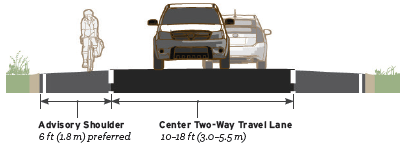 Advisory Shoulder
6 ft (1.8 m) preferred
Center Two-Way Travel Lane
10–18 ft (3.0–5.5 m)